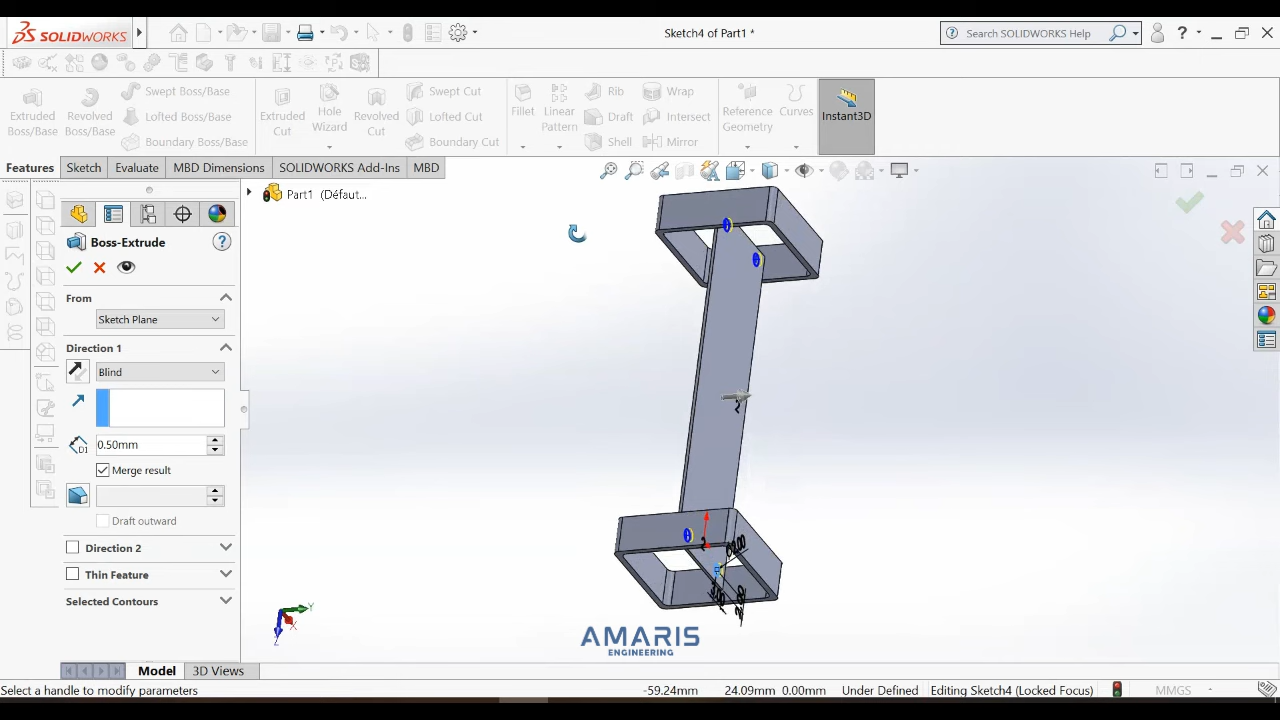 SOLIDWORKS
Sketch4 of Part1 *
Search SOLIDWORKS Help
Extruded Boss/Base
Revolved Boss/Base
Swept Boss/Base
Lofted Boss/Base
Boundary Boss/Base
Extruded Cut
Hole Wizard
Revolved Cut
Swept Cut
Lofted Cut
Boundary Cut
Fillet
Linear Pattern
Rib
Draft
Shell
Wrap
Intersect
Mirror
Reference Geometry
Curves
Instant3D
Features
Sketch
Evaluate
MBD Dimensions
SOLIDWORKS Add-Ins
MBD
Part1 (Défaut...
Boss-Extrude
From
Sketch Plane
Direction 1
Blind
D1
0.50mm
Merge result
Draft outward
Direction 2
Thin Feature
Selected Contours
Y
X
Z
AMARIS
ENGINEERING
Model
3D Views
Select a handle to modify parameters
-59.24mm
24.09mm 0.00mm
Under Defined
Editing Sketch4 (Locked Focus)
MMGS